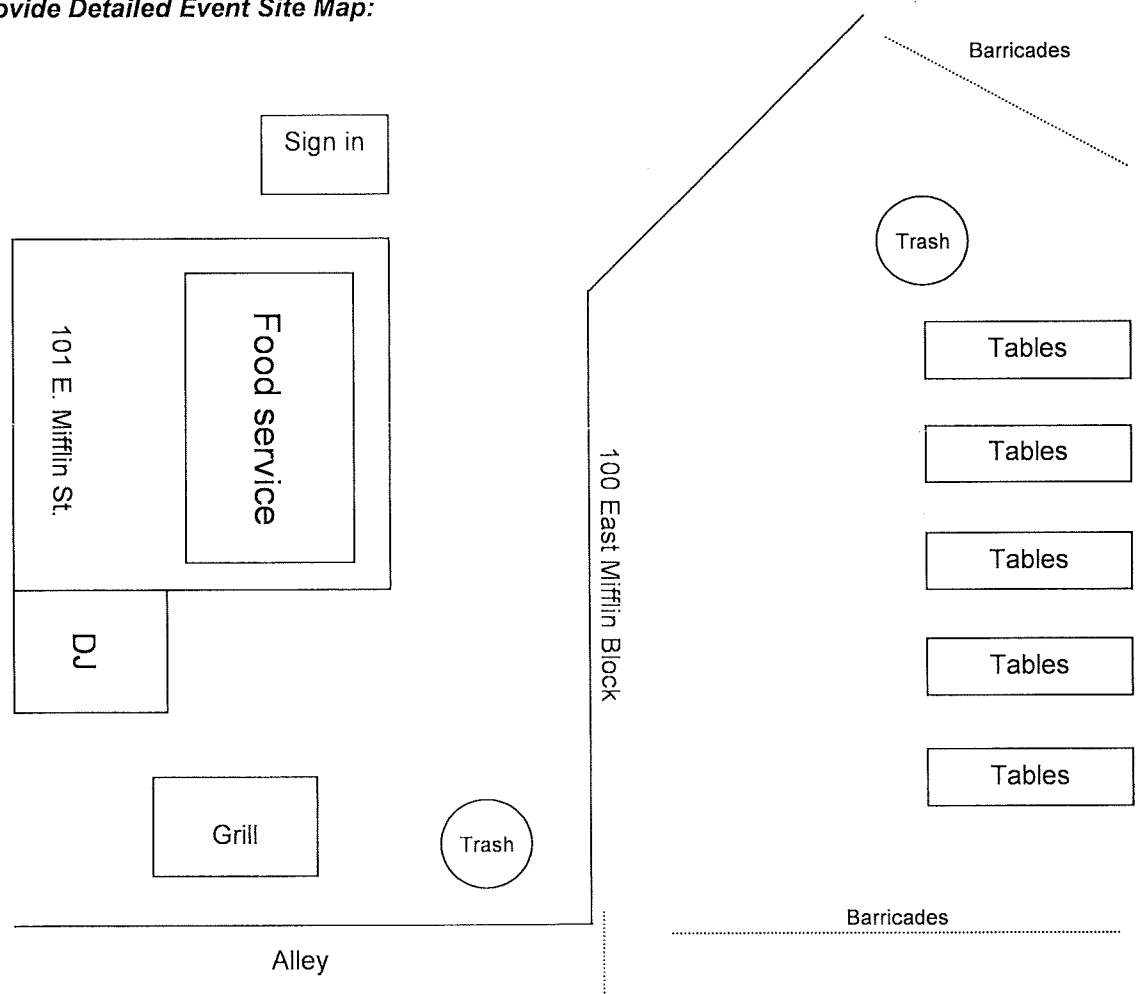 ovide Detailed Event Site Map:
Barricades
Sign in
Trash
Tables
101 E. Mifflin St.
Food service
Tables
100 East Mifflin Block
Tables
DJ
Tables
Tables
Grill
Trash
Barricades
Alley